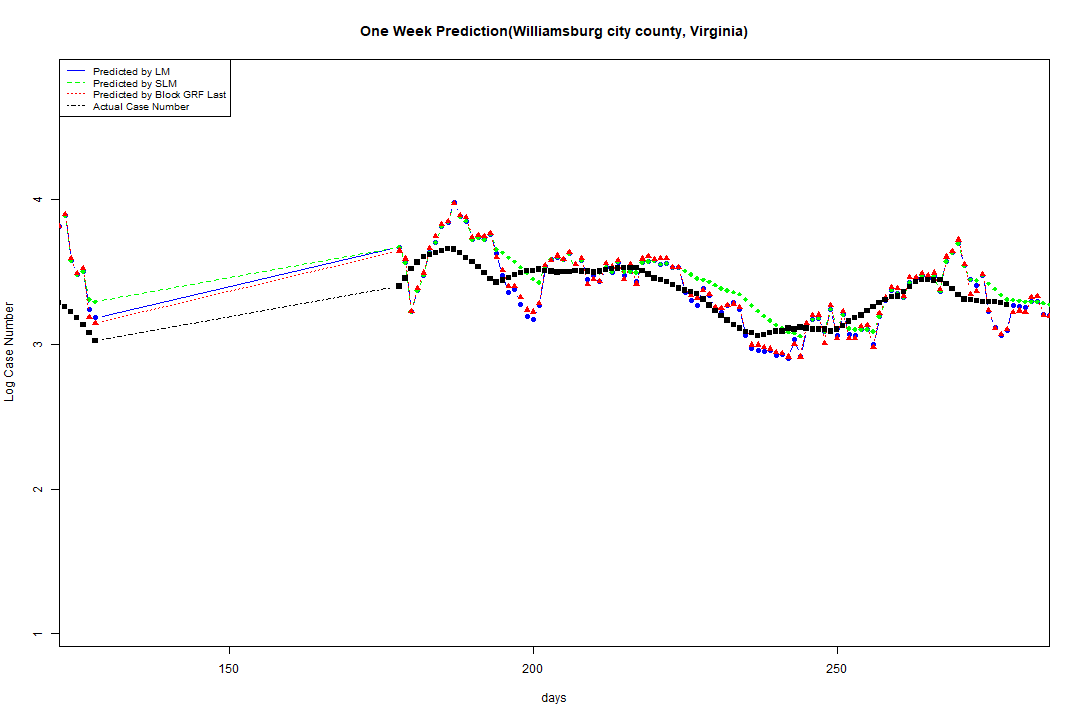 One Week Prediction(Williamsburg city county, Virginia)
Predicted by LM
Predicted by SLM
Predicted by Block GRF Last
Actual Case Number
Log Case Number
4
3
2
1
150
200
250
days